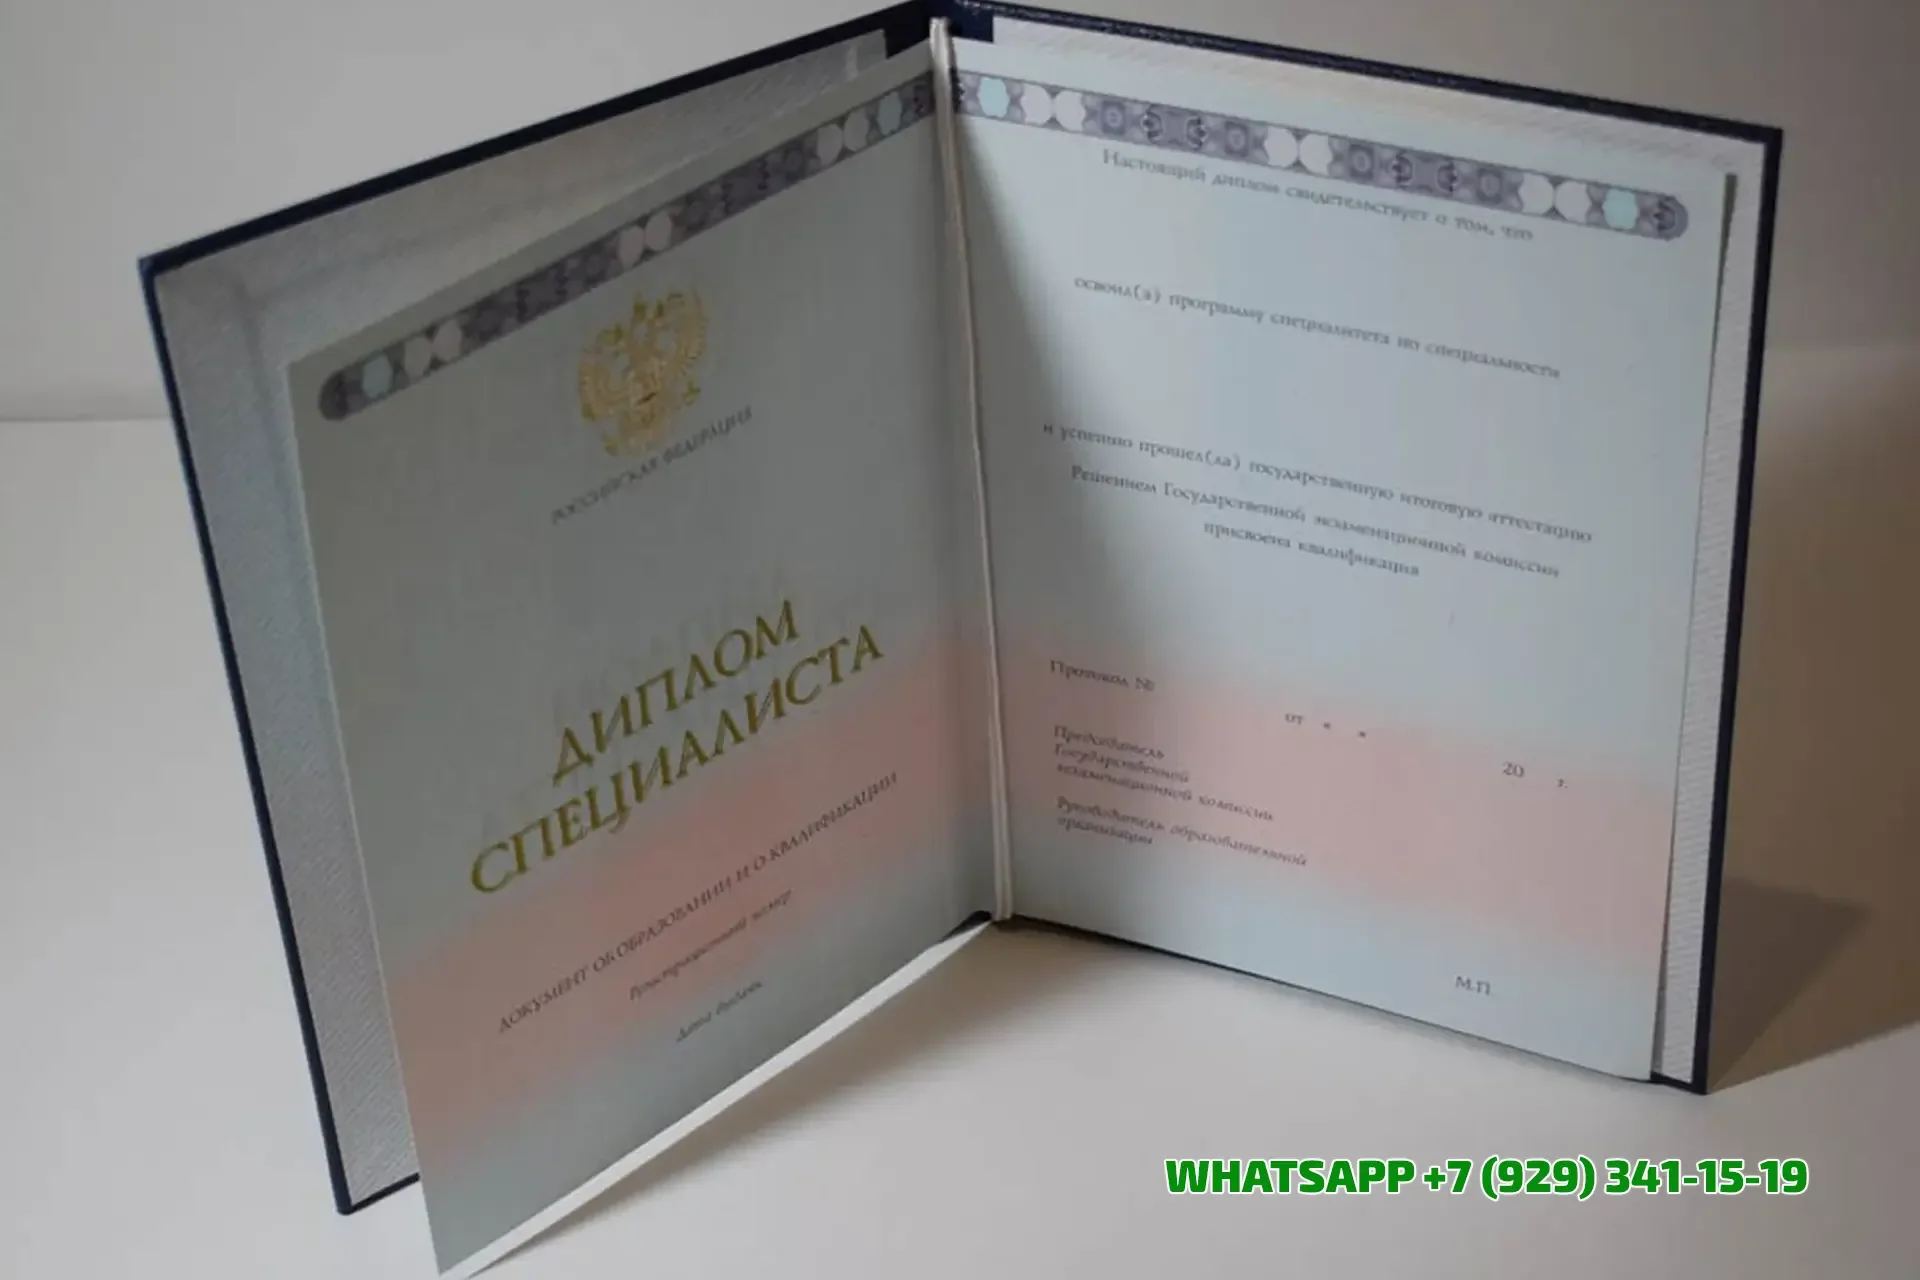 РОССИЙСКАЯ ФЕДЕРАЦИЯ
ДИПЛОМ
СПЕЦИАЛИСТА
ДОКУМЕНТ ОБ ОБРАЗОВАНИИ И О КВАЛИФИКАЦИИ
Регистрационный номер
Дата выдачи
Настоящий диплом свидетельствует о том, что
освоил(а) программу специалитета по специальности
и успешно прошел(ла) государственную итоговую аттестацию
Решением Государственной экзаменационной комиссии
присвоена квалификация
Протокол №
от « » 20 г.
Председатель
Государственной
экзаменационной комиссии
Руководитель образовательной
организации
М.П.
WHATSAPP +7 (929) 341-15-19